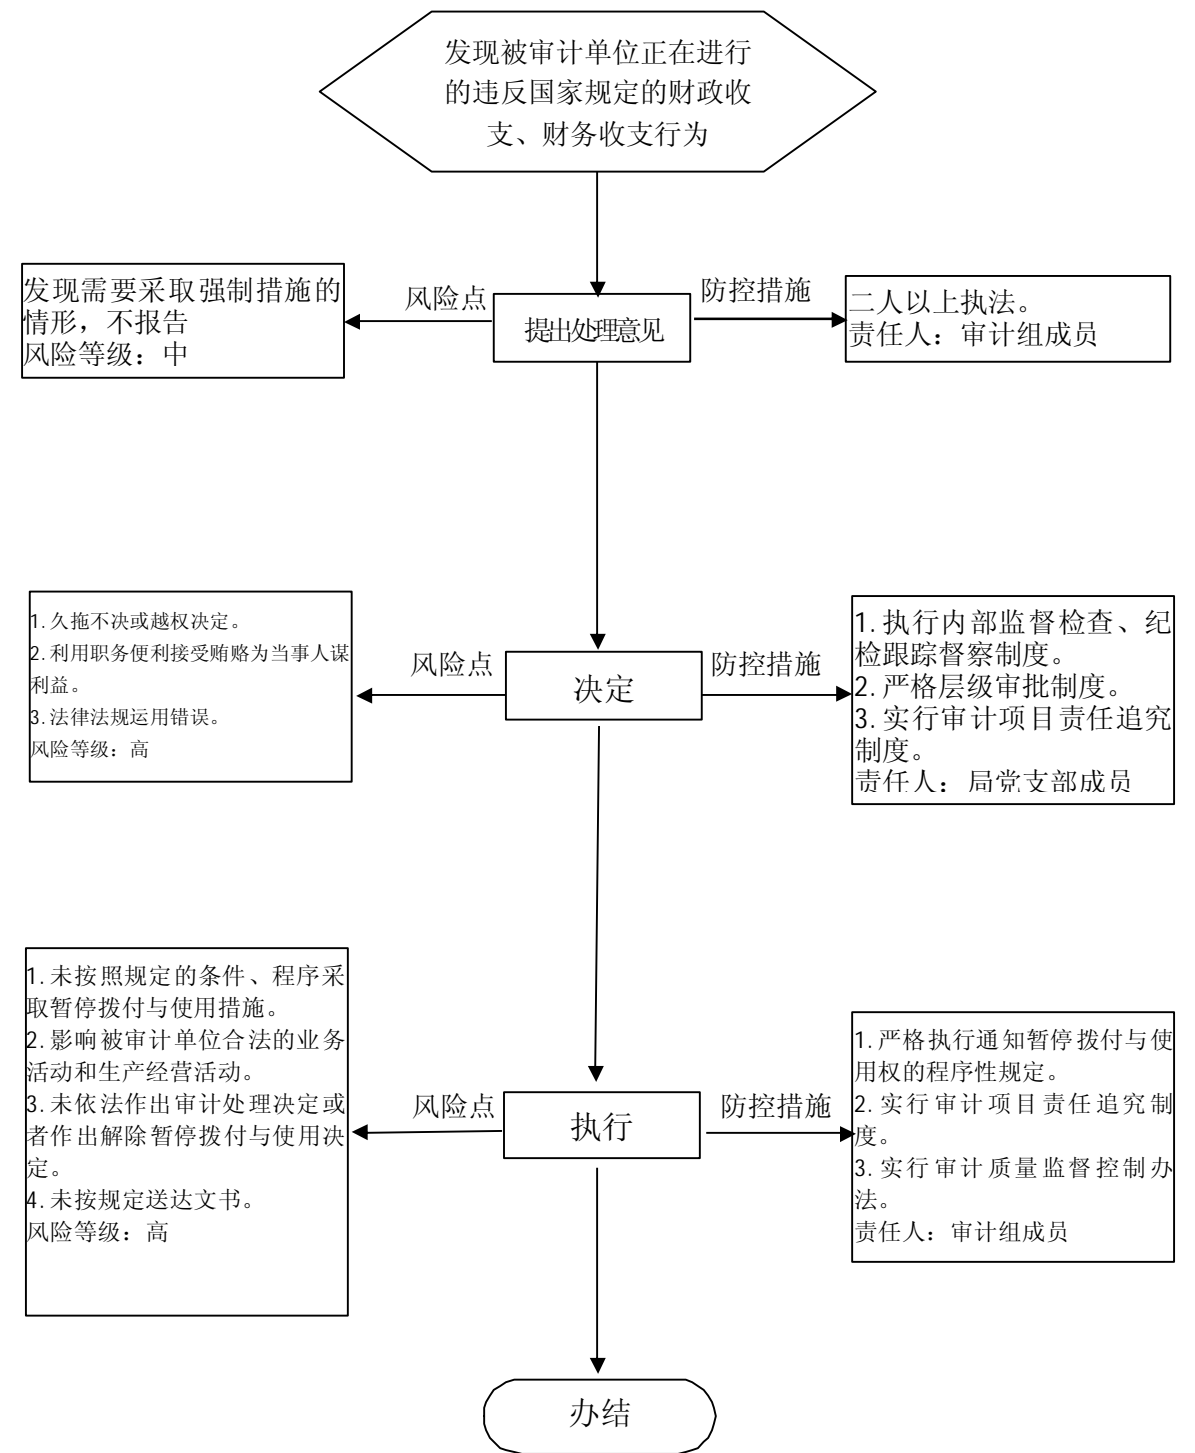 发现被审计单位正在进行
的违反国家规定的财政收
支、财务收支行为
发现需要采取强制措施的
情形，不报告
风险等级：中
风险点
提出处理意见
防控措施
二人以上执法。
责任人：审计组成员
1.久拖不决或越权决定。
2.利用职务便利接受贿赂为当事人谋
利益。
3.法律法规运用错误。
风险等级：高
风险点
决定
防控措施
1.执行内部监督检查、纪
检跟踪督察制度。
2.严格层级审批制度。
3.实行审计项目责任追究
制度。
责任人：局党支部成员
1.未按照规定的条件、程序采
取暂停拨付与使用措施。
2.影响被审计单位合法的业务
活动和生产经营活动。
3.未依法作出审计处理决定或
者作出解除暂停拨付与使用决
定。
4.未按规定送达文书。
风险等级：高
风险点
执行
防控措施
1.严格执行通知暂停拨付与使
用权的程序性规定。
2.实行审计项目责任追究制
度。
3.实行审计质量监督控制办
法。
责任人：审计组成员
办结